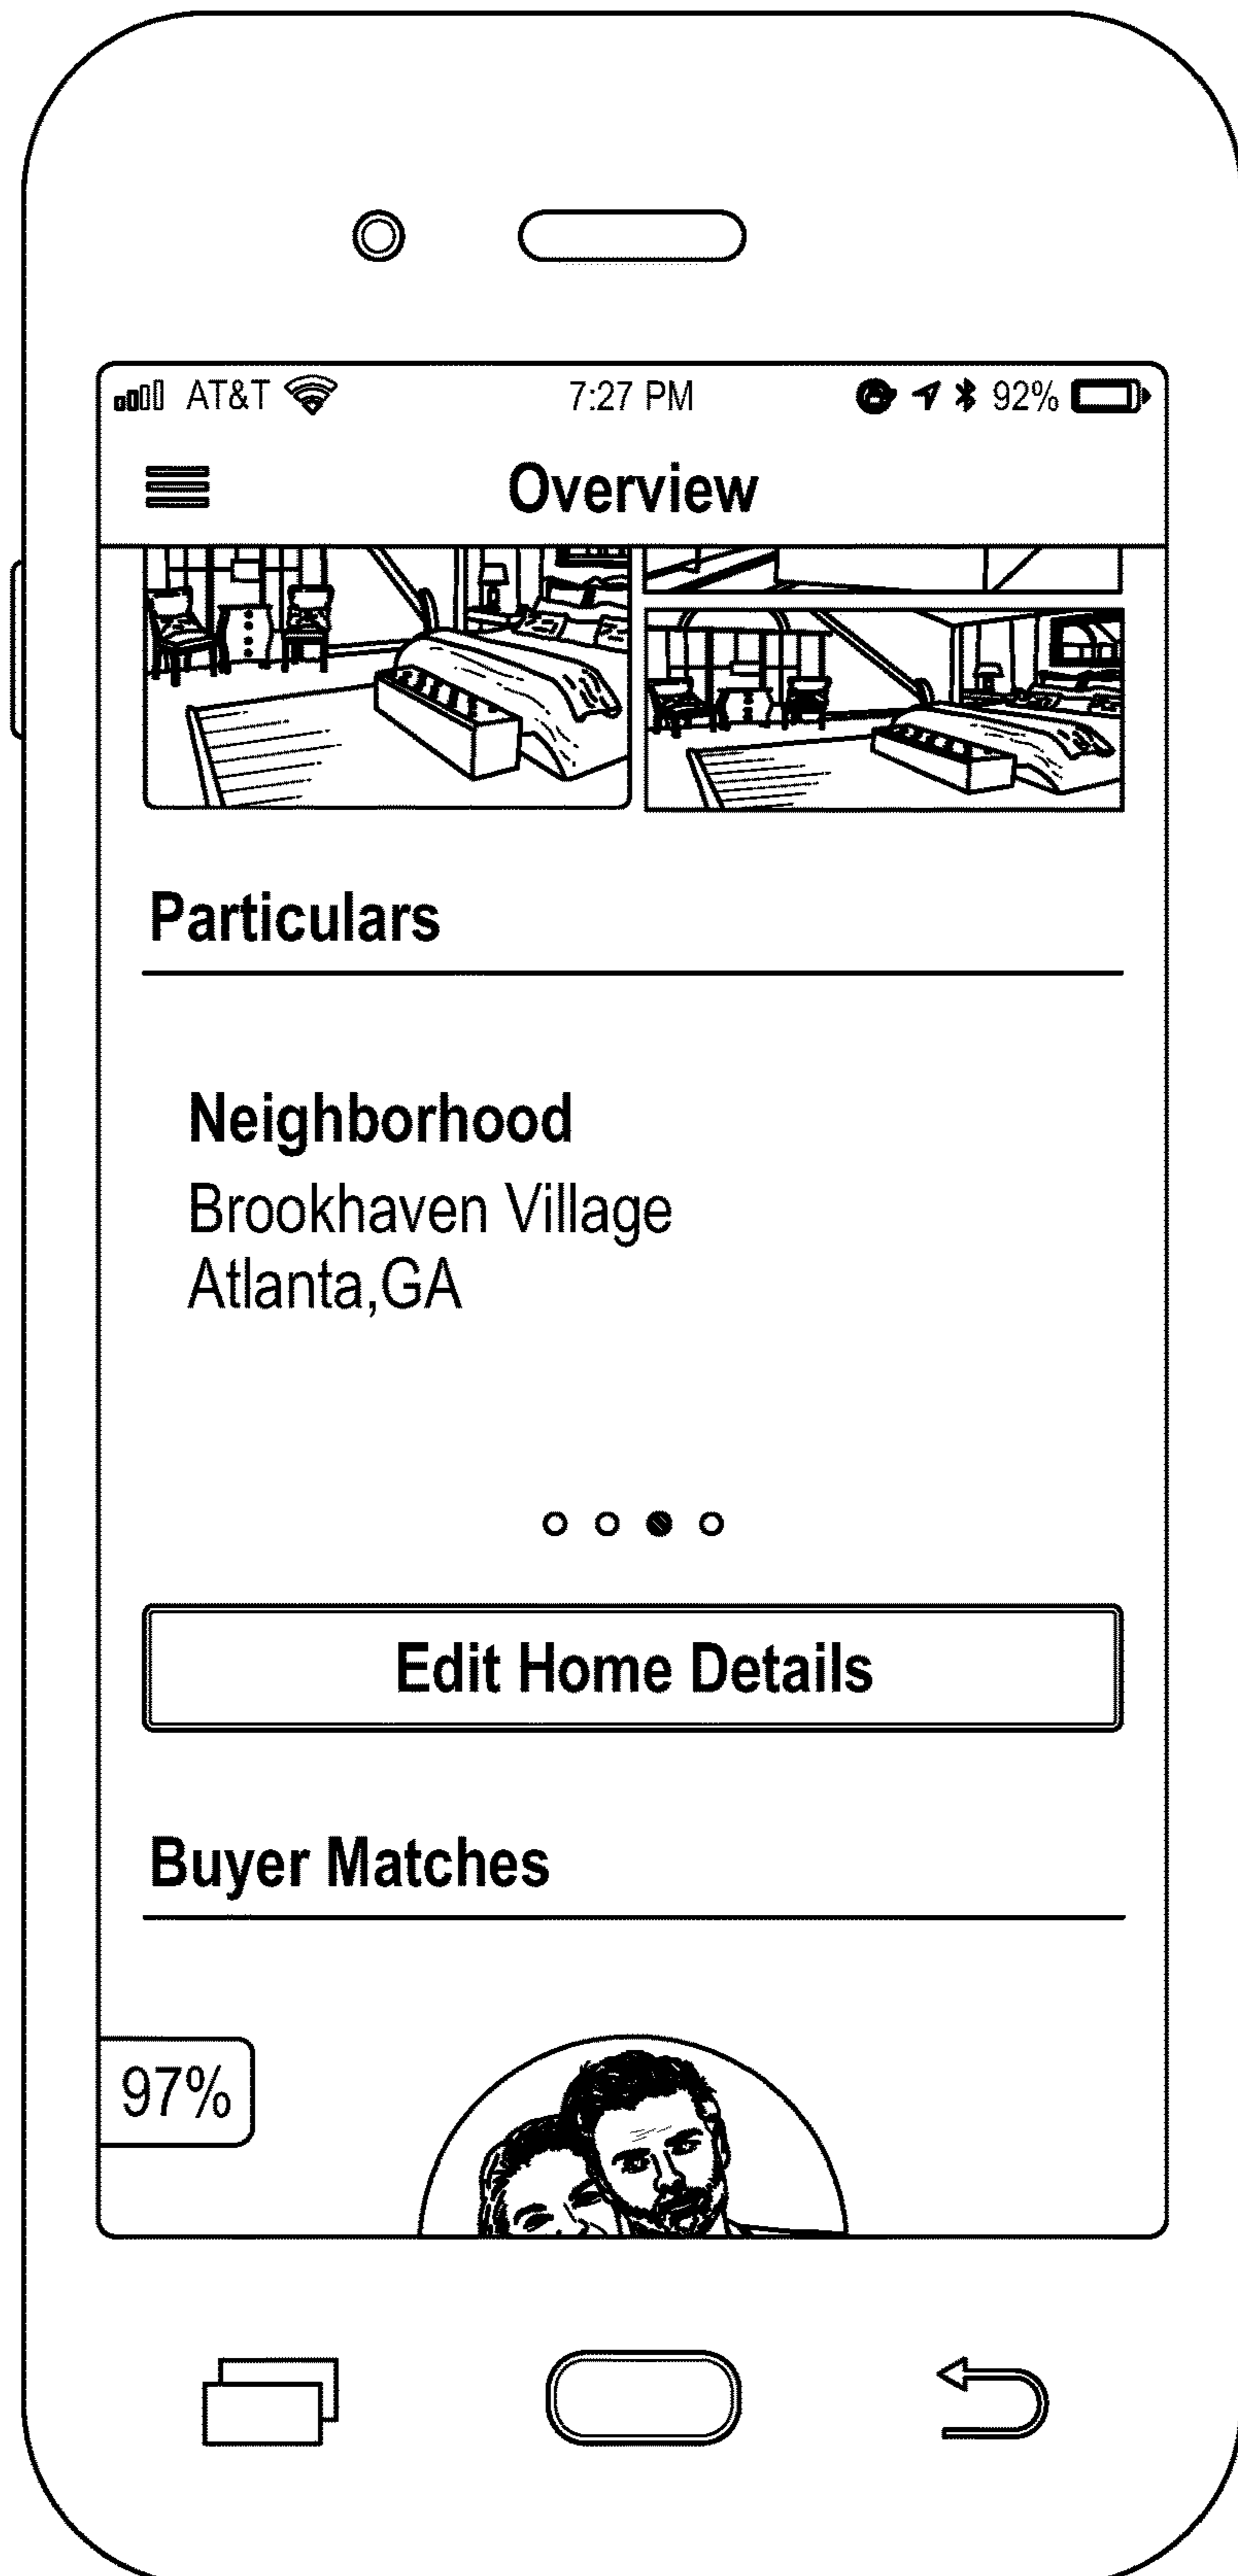 AT&T 7:27 PM 92%
Overview
Particulars
Neighborhood
Brookhaven Village
Atlanta,GA
Edit Home Details
Buyer Matches
97%